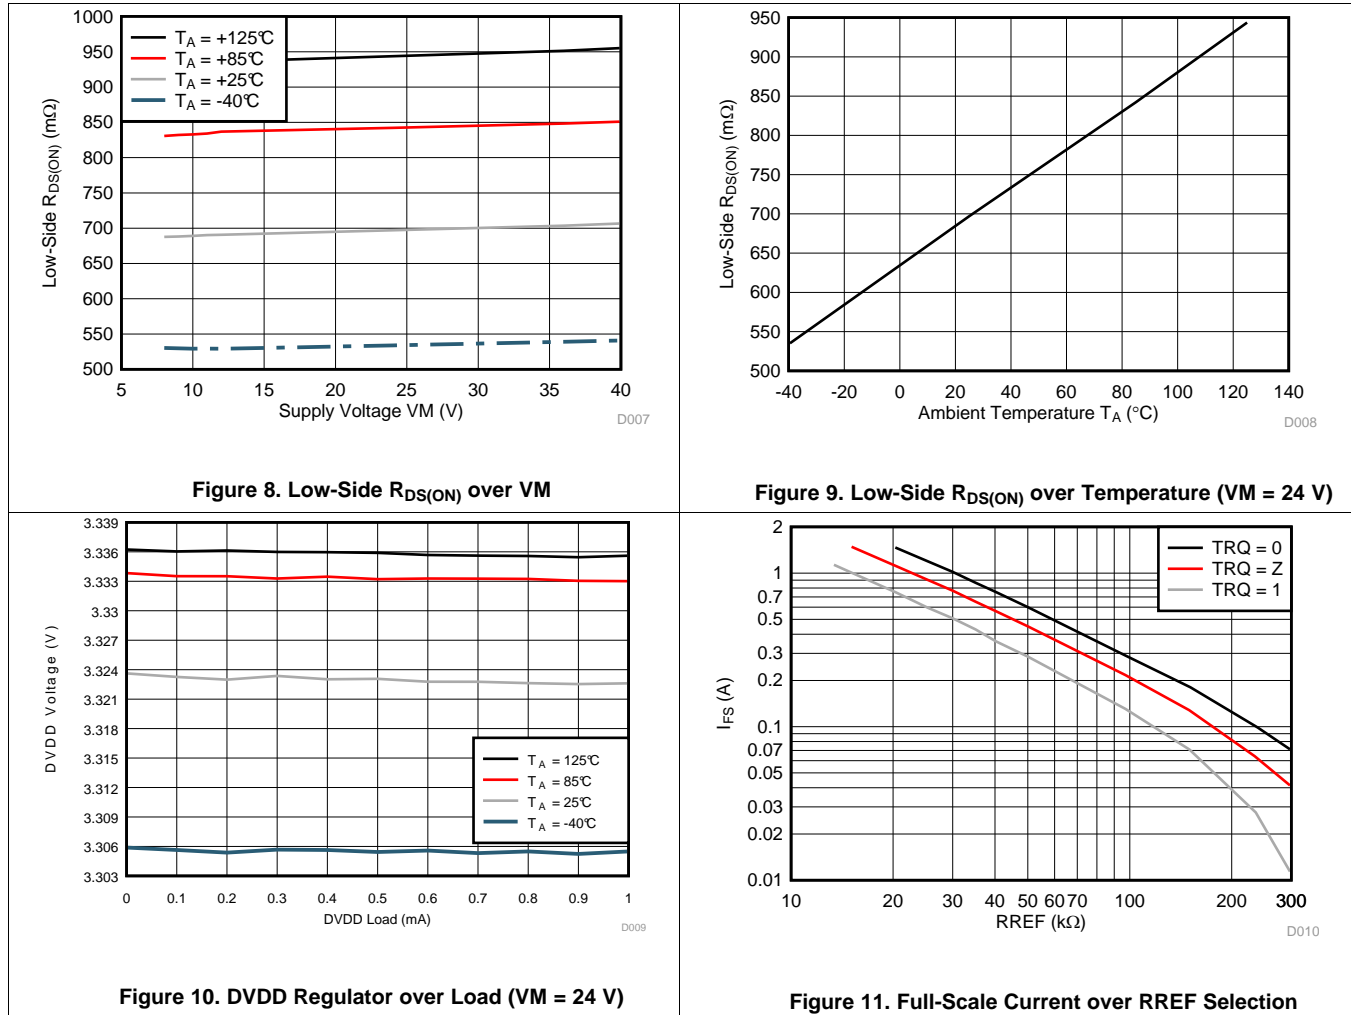 1000
950
900
850
800
750
700
650
600
550
500
Low-Side RDS(ON) (mΩ)
TA = +125°C
TA = +85°C
TA = +25°C
TA = -40°C
5 10 15 20 25 30 35 40
Supply Voltage VM (V)
D007
Figure 8. Low-Side RDS(ON) over VM
950
900
850
800
750
700
650
600
550
500
Low-Side RDS(ON) (mΩ)
-40 -20 0 20 40 60 80 100 120 140
Ambient Temperature TA (°C)
D008
Figure 9. Low-Side RDS(ON) over Temperature (VM = 24 V)
3.339
3.336
3.333
3.33
3.327
3.324
3.321
3.318
3.315
3.312
3.309
3.306
3.303
DVDD Voltage (V)
TA = 125°C
TA = 85°C
TA = 25°C
TA = -40°C
0 0.1 0.2 0.3 0.4 0.5 0.6 0.7 0.8 0.9 1
DVDD Load (mA)
D009
Figure 10. DVDD Regulator over Load (VM = 24 V)
2
1
0.7
0.5
0.3
0.2
0.1
0.07
0.05
0.03
0.02
0.01
IFS (A)
TRQ = 0
TRQ = Z
TRQ = 1
10 20 30 40 50 60 70 100 200 300
RREF (kΩ)
D010
Figure 11. Full-Scale Current over RREF Selection